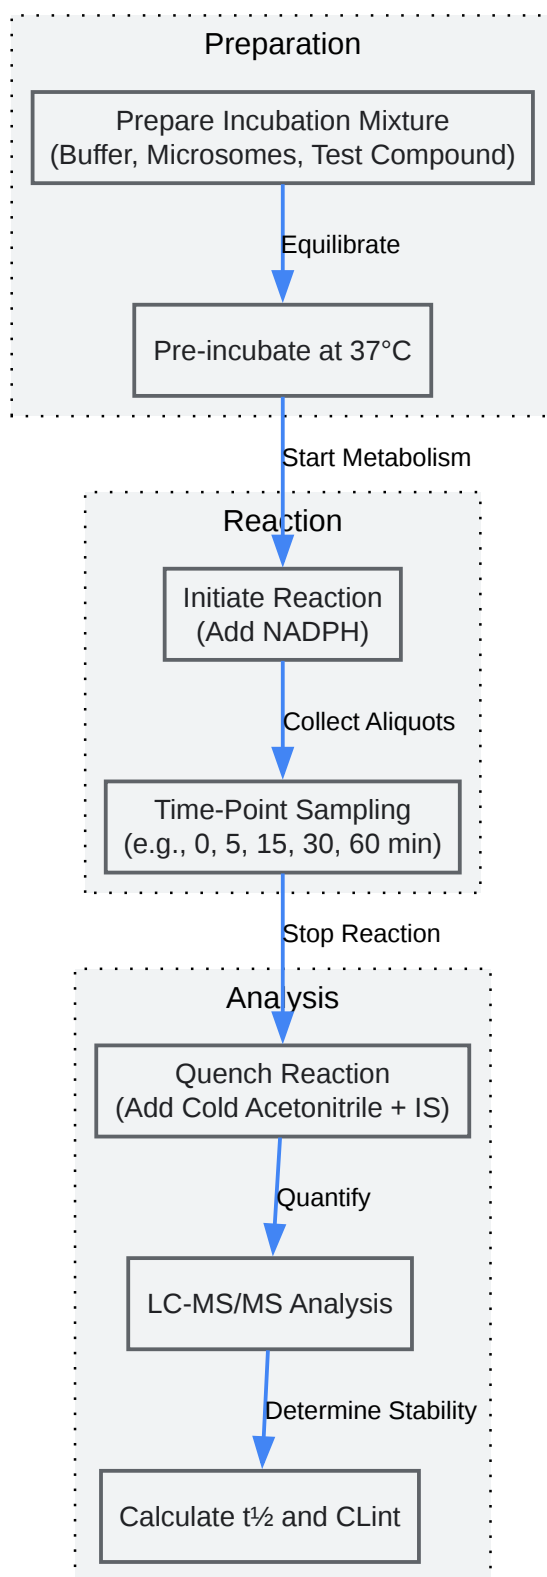 Preparation
Prepare Incubation Mixture
(Buffer, Microsomes, Test Compound)
Equilibrate
Pre-incubate at 37°C
Start Metabolism
Reaction
Initiate Reaction
(Add NADPH)
Collect Aliquots
Time-Point Sampling
(e.g., 0, 5, 15, 30, 60 min)
Stop Reaction
Analysis
Quench Reaction
(Add Cold Acetonitrile + IS)
Quantify
LC-MS/MS Analysis
Determine Stability
Calculate t½ and CLint